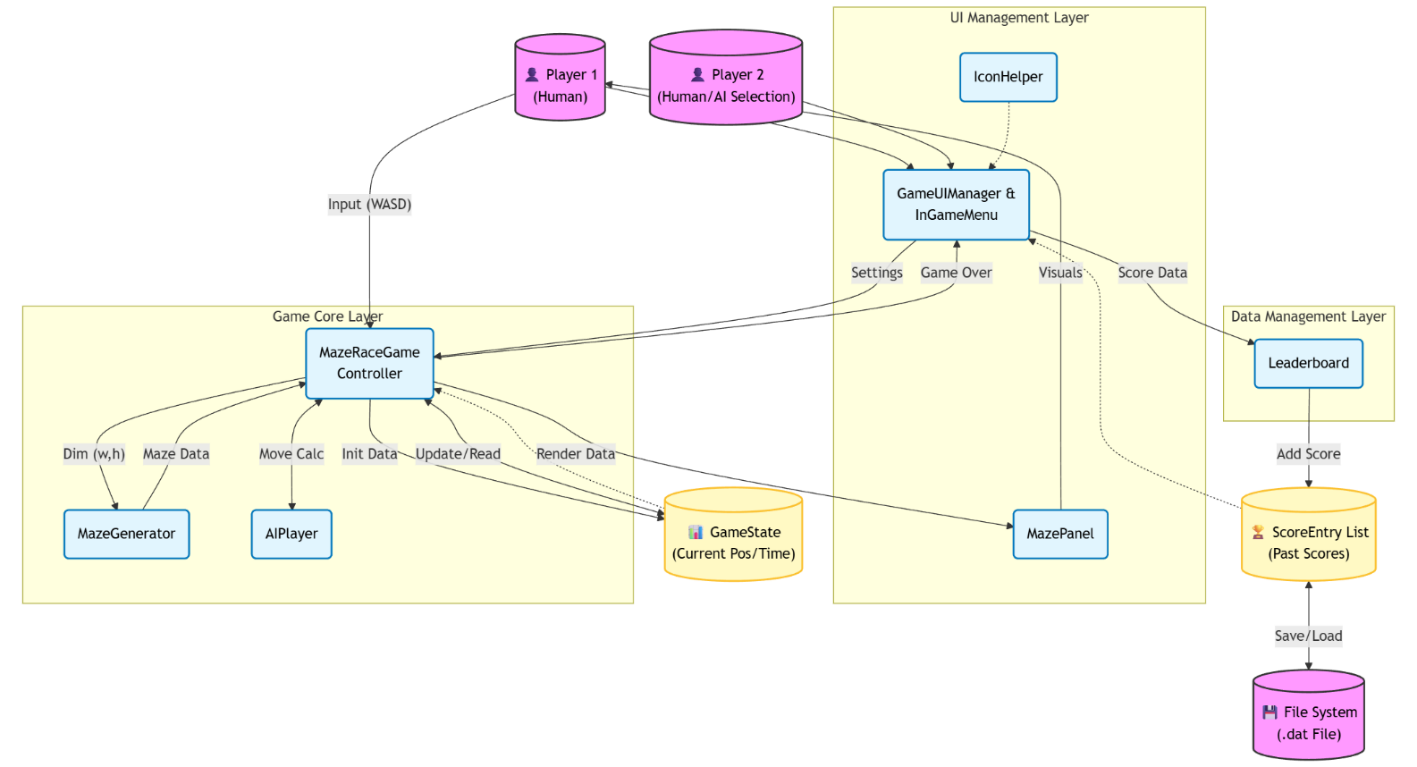 UI Management Layer
Player 1
(Human)
Player 2
(Human/AI Selection)
IconHelper
GameUIManager &
InGameMenu
Input (WASD)
Settings
Game Over
Visuals
Score Data
Game Core Layer
Data Management Layer
MazeRaceGame
Controller
Leaderboard
Dim (w,h)
Maze Data
Move Calc
Init Data
Update/Read
Render Data
Add Score
MazeGenerator
AIPlayer
GameState
(Current Pos/Time)
MazePanel
ScoreEntry List
(Past Scores)
Save/Load
File System
(.dat File)